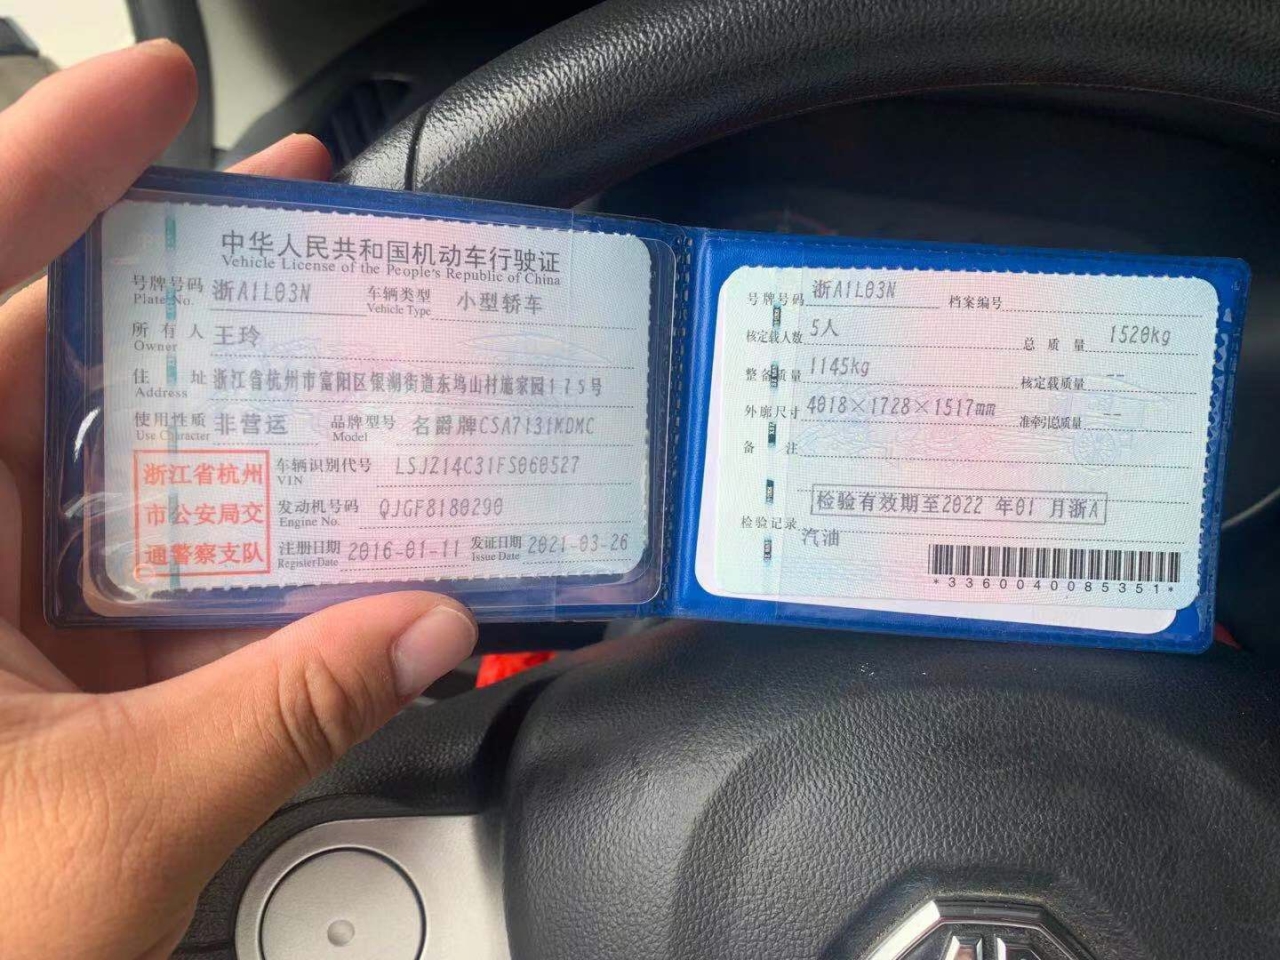 中华人民共和国机动车行驶证
Vehicle License of the People's Republic of China
号牌号码 浙A1L03N 车辆类型 小型轿车
Plate No. Vehicle Type
所有人 王玲
Owner
住址 浙江省杭州市富阳区银湖街道东坞山村施家园175号
Address
使用性质 非营运 品牌型号 名爵牌CSA7131MDMC
Use Character Model
浙江省杭州
市公安局交
通警察支队
车辆识别代号 LSJZ14C31FS060527
VIN
发动机号码 QJGF8180290
Engine No.
注册日期 2016-01-11 发证日期 2021-03-26
Register Date Issue Date
号牌号码 浙A1L03N 档案编号
核定载人数 5人 总质量 1520kg
整备质量 1145kg 核定载质量 --
外廓尺寸 4018×1728×1517mm 准牵引总质量 --
备注
检验有效期至2022年01月浙A
检验记录
汽油
*3360040085351*